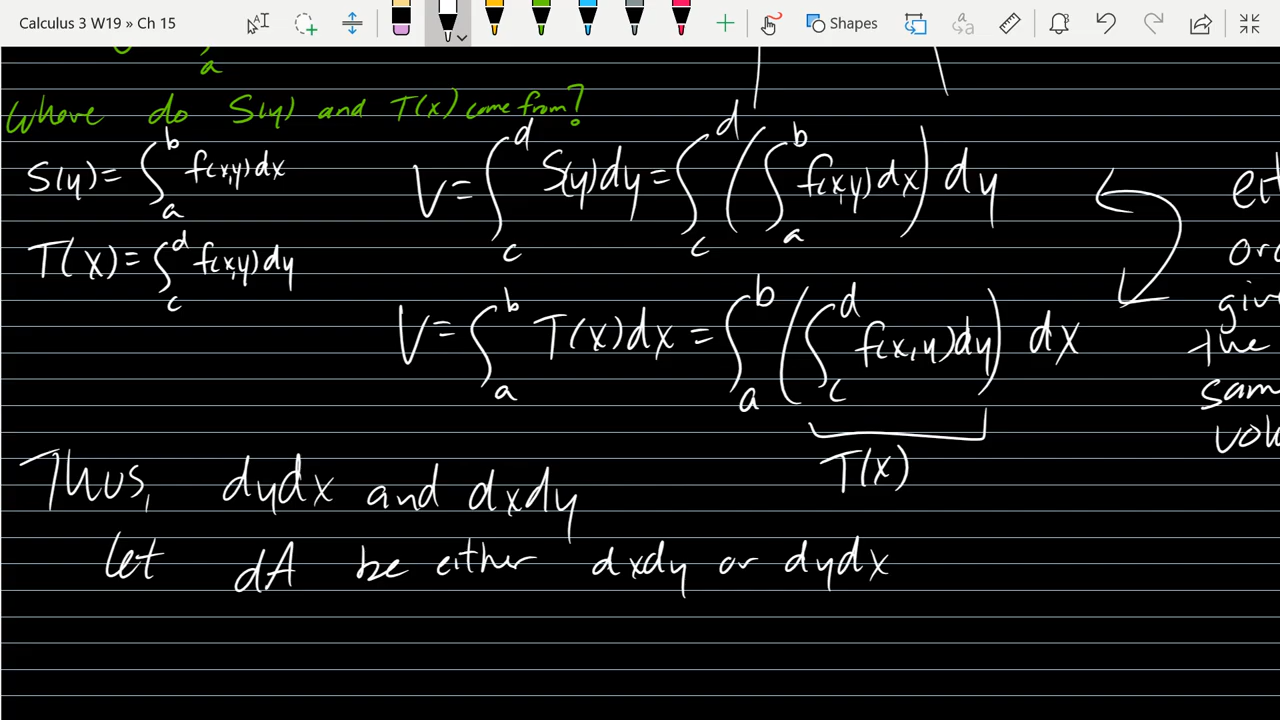 Calculus 3 W19 » Ch 15
Shapes
a
Where do S(y) and T(x) come from?
S(y) = ∫_a^b f(x,y) dx
V = ∫_c^d S(y) dy = ∫_c^d (∫_a^b f(x,y) dx) dy
T(x) = ∫_c^d f(x,y) dy
V = ∫_a^b T(x) dx = ∫_a^b (∫_c^d f(x,y) dy) dx
T(x)
the
Thus, dydx and dxdy
let dA be either dxdy or dydx